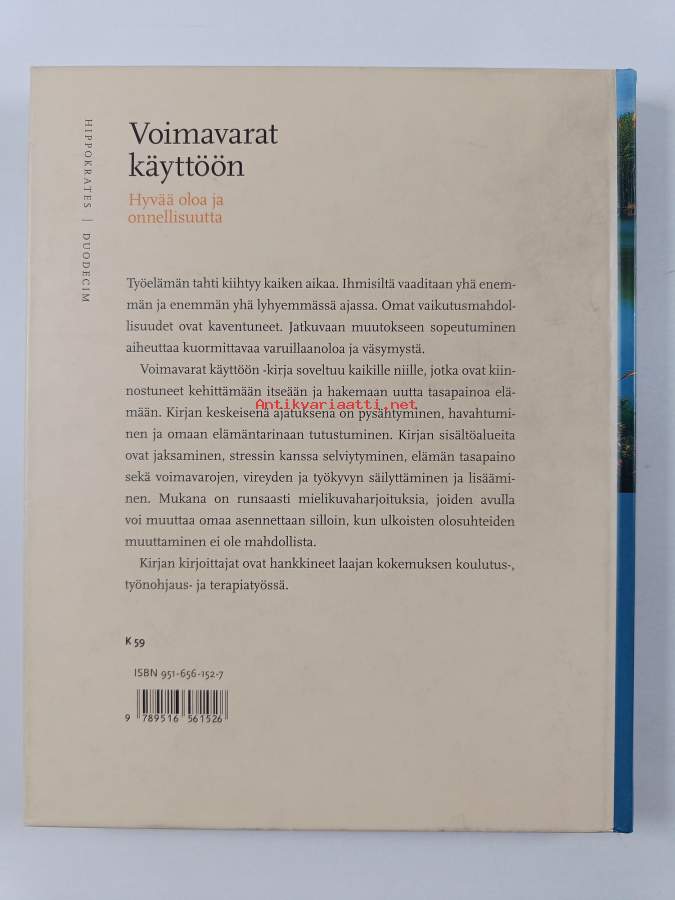 Voimavarat
käyttöön
Hyvää oloa ja
onnellisuutta
HIPPOKRATES | DUODECIM
Työelämän tahti kiihtyy kaiken aikaa. Ihmisiltä vaaditaan yhä enem-
män ja enemmän yhä lyhyemmässä ajassa. Omat vaikutusmahdol-
lisuudet ovat kaventuneet. Jatkuvaan muutokseen sopeutuminen
aiheuttaa kuormittavaa varuillaanoloa ja väsymystä.
Voimavarat käyttöön -kirja soveltuu kaikille niille, jotka ovat kiin-
nostuneet kehittämään itseään ja hakemaan uutta tasapainoa elä-
mään. Kirjan keskeisenä ajatuksena on pysähtyminen, havahtumi-
Antikvariaatti.net
nen ja omaan elämäntarinaan tutustuminen. Kirjan sisältöalueita
ovat jaksaminen, stressin kanssa selviytyminen, elämän tasapaino
sekä voimavarojen, vireyden ja työkyvyn säilyttäminen ja lisäämi-
nen. Mukana on runsaasti mielikuvaharjoituksia, joiden avulla
voi muuttaa omaa asennettaan silloin, kun ulkoisten olosuhteiden
muuttaminen ei ole mahdollista.
Kirjan kirjoittajat ovat hankkineet laajan kokemuksen koulutus-,
työnohjaus- ja terapiatyössä.
K 59
ISBN 951-656-152-7
9 789516 561526